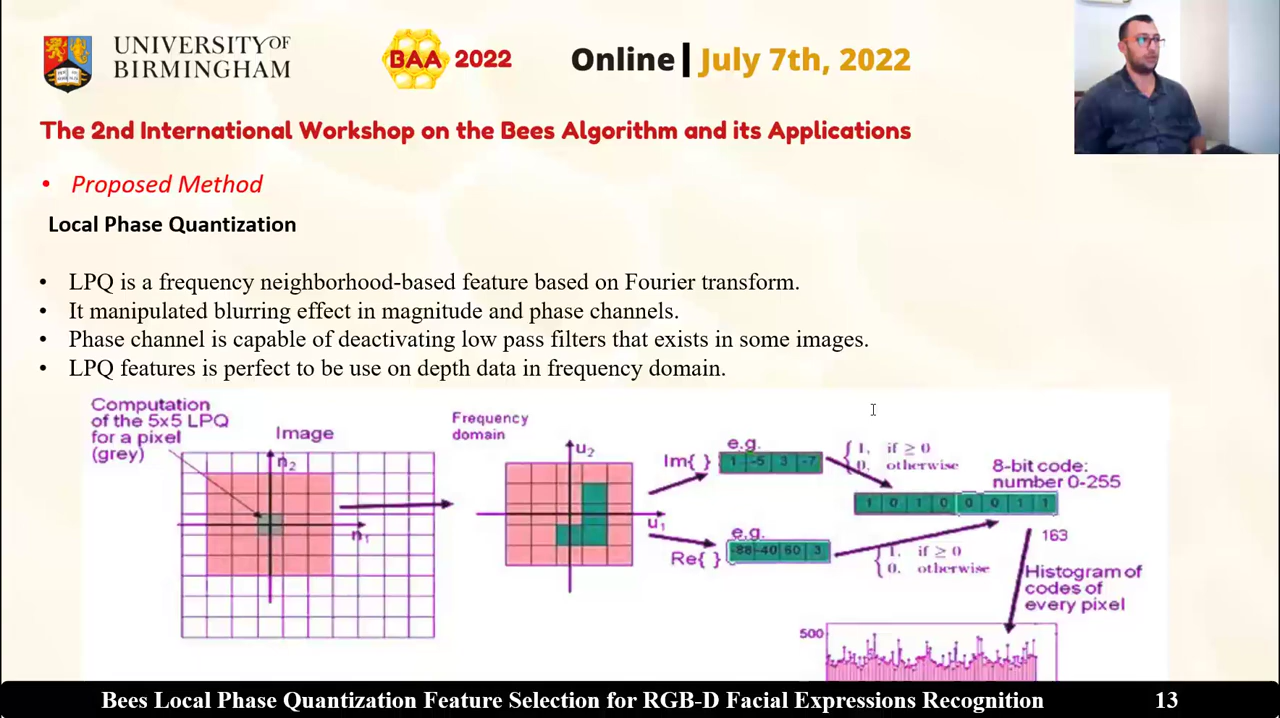 UNIVERSITY OF
BIRMINGHAM
BAA 2022
Online | July 7th, 2022
The 2nd International Workshop on the Bees Algorithm and its Applications
• Proposed Method
Local Phase Quantization
• LPQ is a frequency neighborhood-based feature based on Fourier transform.
• It manipulated blurring effect in magnitude and phase channels.
• Phase channel is capable of deactivating low pass filters that exists in some images.
• LPQ features is perfect to be use on depth data in frequency domain.
Computation
of the 5x5 LPQ
for a pixel
(grey)
Image
n2
n1
Frequency
domain
u2
u1
Im{ }
e.g.
1 -5 3 -7
{ 1, if ≥ 0
0, otherwise
Re{ }
e.g.
-88 -40 60 3
{ 1. if ≥ 0
0. otherwise
8-bit code:
number 0-255
1 0 1 0 0 0 1 1
163
Histogram of
codes of
every pixel
500
Bees Local Phase Quantization Feature Selection for RGB-D Facial Expressions Recognition
13